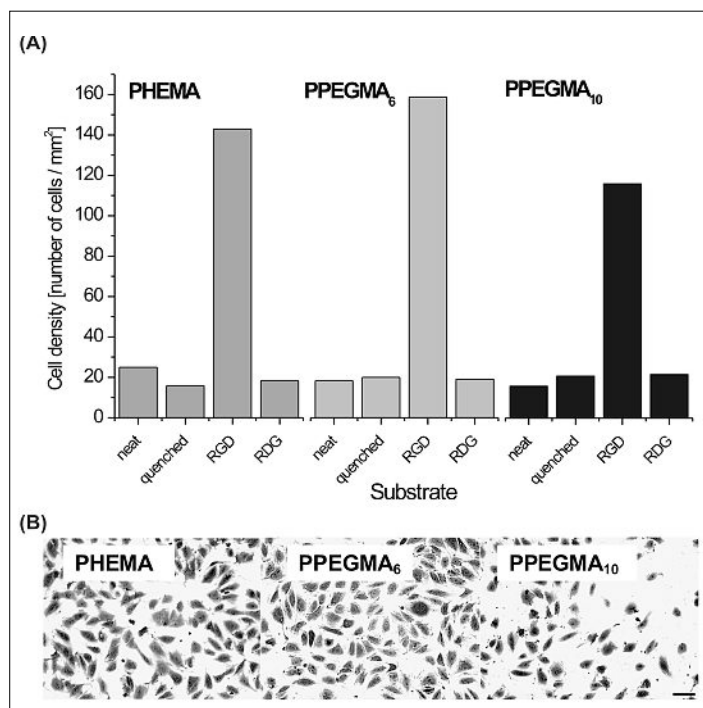 (A)
PHEMA PPEGMA₆ PPEGMA₁₀
160
140
120
100
80
60
40
20
0
Cell density [number of cells / mm²]
neat quenched RGD RDG neat quenched RGD RDG neat quenched RGD RDG
Substrate
(B)
PHEMA PPEGMA₆ PPEGMA₁₀